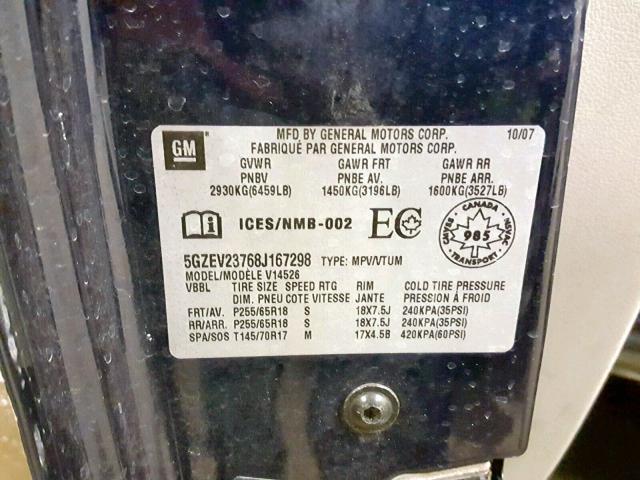 GM
MFD BY GENERAL MOTORS CORP. 10/07
FABRIQUÉ PAR GENERAL MOTORS CORP.
GVWR GAWR FRT GAWR RR
PNBV PNBE AV. PNBE ARR.
2930KG(6459LB) 1450KG(3196LB) 1600KG(3527LB)
ICES/NMB-002 EC
CANADA
CMVSS 985 NSVAC
TRANSPORT
5GZEV23768J167298 TYPE: MPV/VTUM
MODEL/MODÈLE V14526
VBBL TIRE SIZE SPEED RTG RIM COLD TIRE PRESSURE
DIM. PNEU COTE VITESSE JANTE PRESSION À FROID
FRT/AV. P255/65R18 S 18X7.5J 240KPA(35PSI)
RR/ARR. P255/65R18 S 18X7.5J 240KPA(35PSI)
SPA/SOS T145/70R17 M 17X4.5B 420KPA(60PSI)